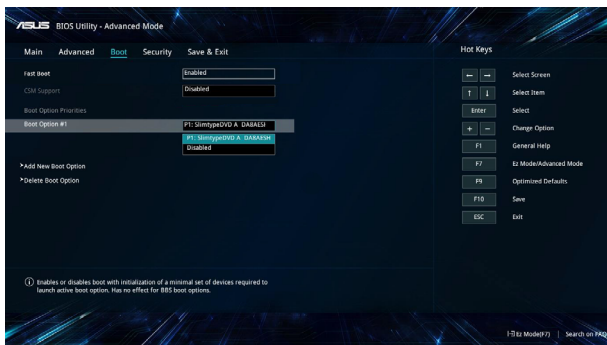 ASUS BIOS Utility - Advanced Mode
Main Advanced Boot Security Save & Exit
Hot Keys
Fast Boot Enabled
CSM Support Disabled
Boot Option Priorities
Boot Option #1 P1: SlimtypeDVD A DA8AESH
P1: SlimtypeDVD A DA8AESH
Disabled
>Add New Boot Option
>Delete Boot Option
← → Select Screen
↑ ↓ Select Item
Enter Select
+ − Change Option
F1 General Help
F7 Ez Mode/Advanced Mode
F9 Optimized Defaults
F10 Save
ESC Exit
Enables or disables boot with initialization of a minimal set of devices required to
launch active boot option. Has no effect for BBS boot options.
Ez Mode(F7) | Search on FAQ